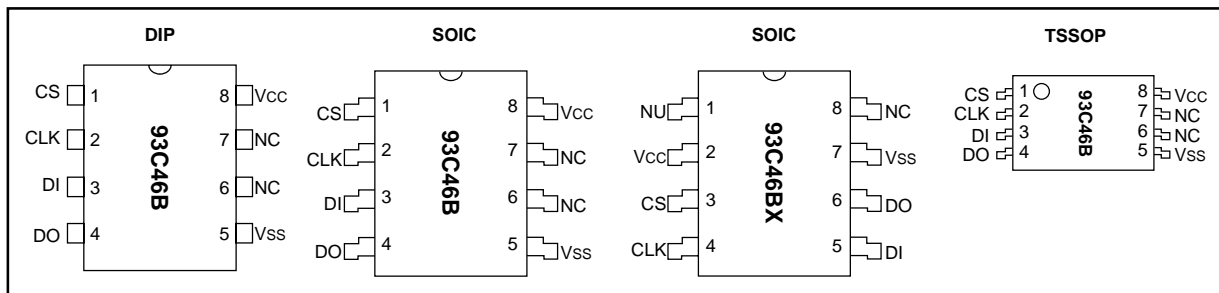 DIP
CS 1 8 VCC
CLK 2 7 NC
DI 3 6 NC
DO 4 5 VSS
93C46B
SOIC
CS 1 8 VCC
CLK 2 7 NC
DI 3 6 NC
DO 4 5 VSS
93C46B
SOIC
NU 1 8 NC
VCC 2 7 VSS
CS 3 6 DO
CLK 4 5 DI
93C46BX
TSSOP
CS 1 8 VCC
CLK 2 7 NC
DI 3 6 NC
DO 4 5 VSS
93C46B